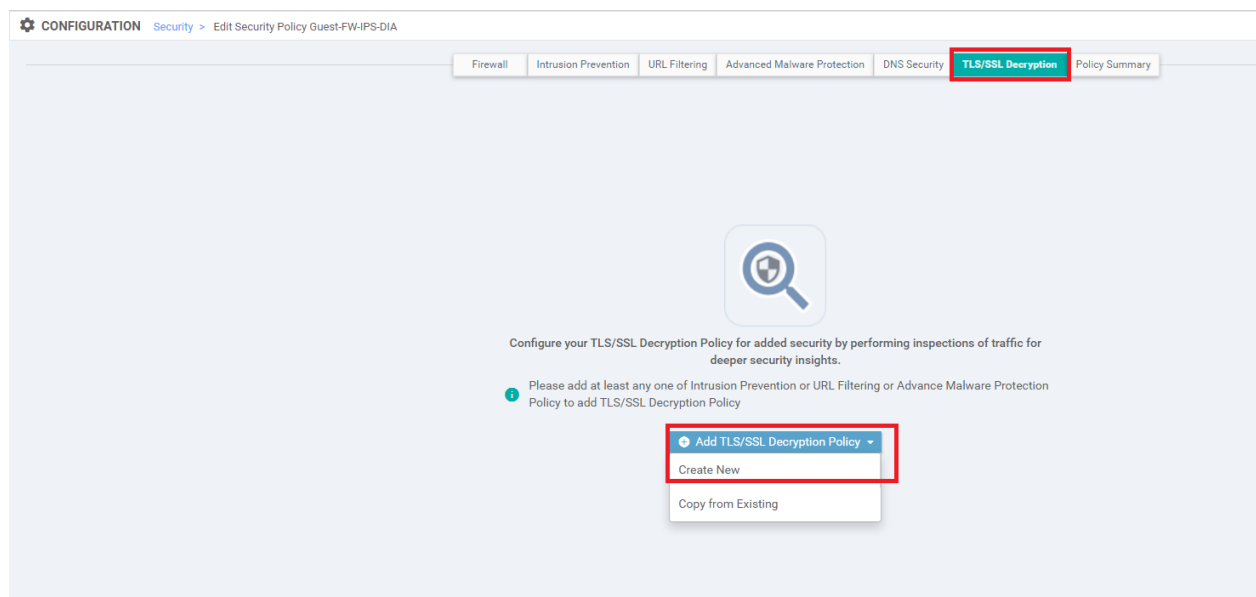 CONFIGURATION Security > Edit Security Policy Guest-FW-IPS-DIA
Firewall Intrusion Prevention URL Filtering Advanced Malware Protection DNS Security TLS/SSL Decryption Policy Summary
Configure your TLS/SSL Decryption Policy for added security by performing inspections of traffic for
deeper security insights.
Please add at least any one of Intrusion Prevention or URL Filtering or Advance Malware Protection
Policy to add TLS/SSL Decryption Policy
Add TLS/SSL Decryption Policy
Create New
Copy from Existing